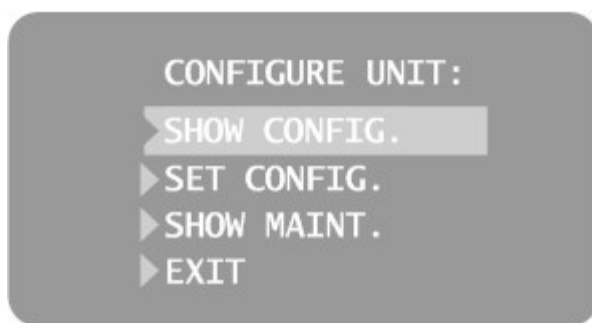 CONFIGURE UNIT:
SHOW CONFIG.
SET CONFIG.
SHOW MAINT.
EXIT